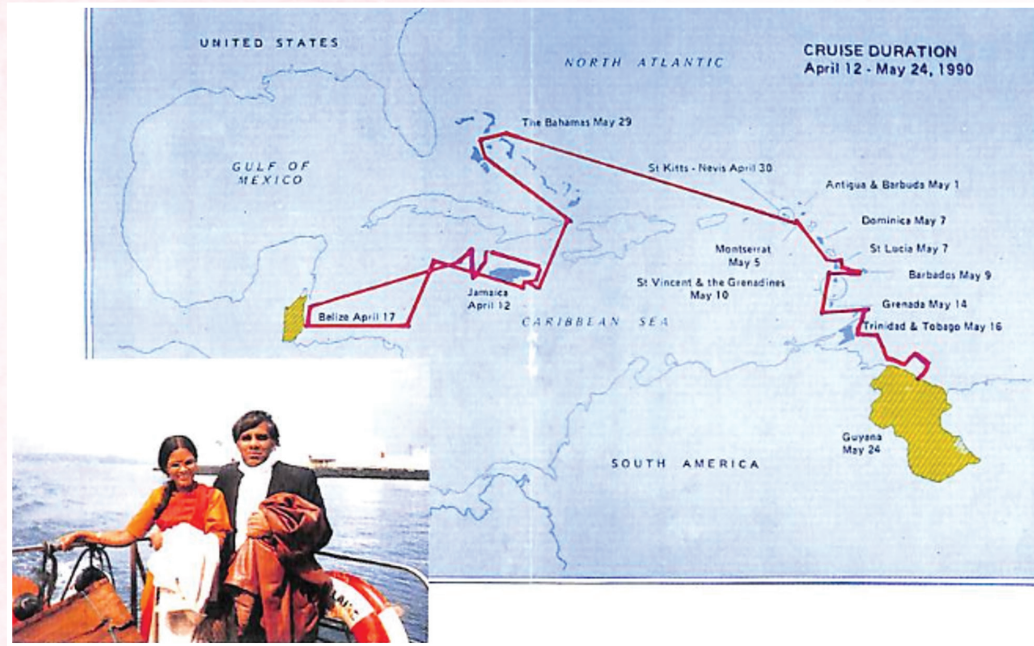 UNITED STATES
NORTH ATLANTIC
CRUISE DURATION
April 12 - May 24, 1990
The Bahamas May 29
GULF OF
MEXICO
St Kitts - Nevis April 30
Antigua & Barbuda May 1
Dominica May 7
St Lucia May 7
Montserrat
May 5
Barbados May 9
St Vincent & the Grenadines
May 10
Jamaica
April 12
Grenada May 14
Belize April 17
CARIBBEAN SEA
Trinidad & Tobago May 16
Guyana
May 24
SOUTH AMERICA